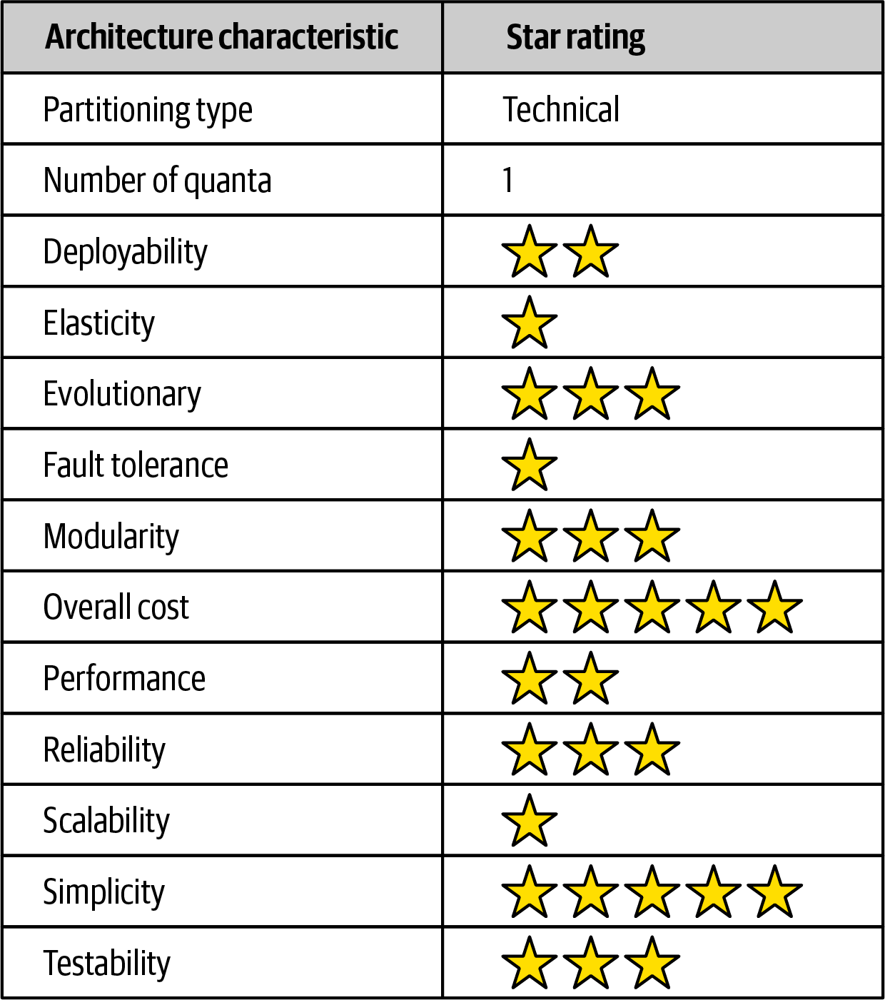 Architecture characteristic Star rating
Partitioning type Technical
Number of quanta 1
Deployability
Elasticity
Evolutionary
Fault tolerance
Modularity
Overall cost
Performance
Reliability
Scalability
Simplicity
Testability